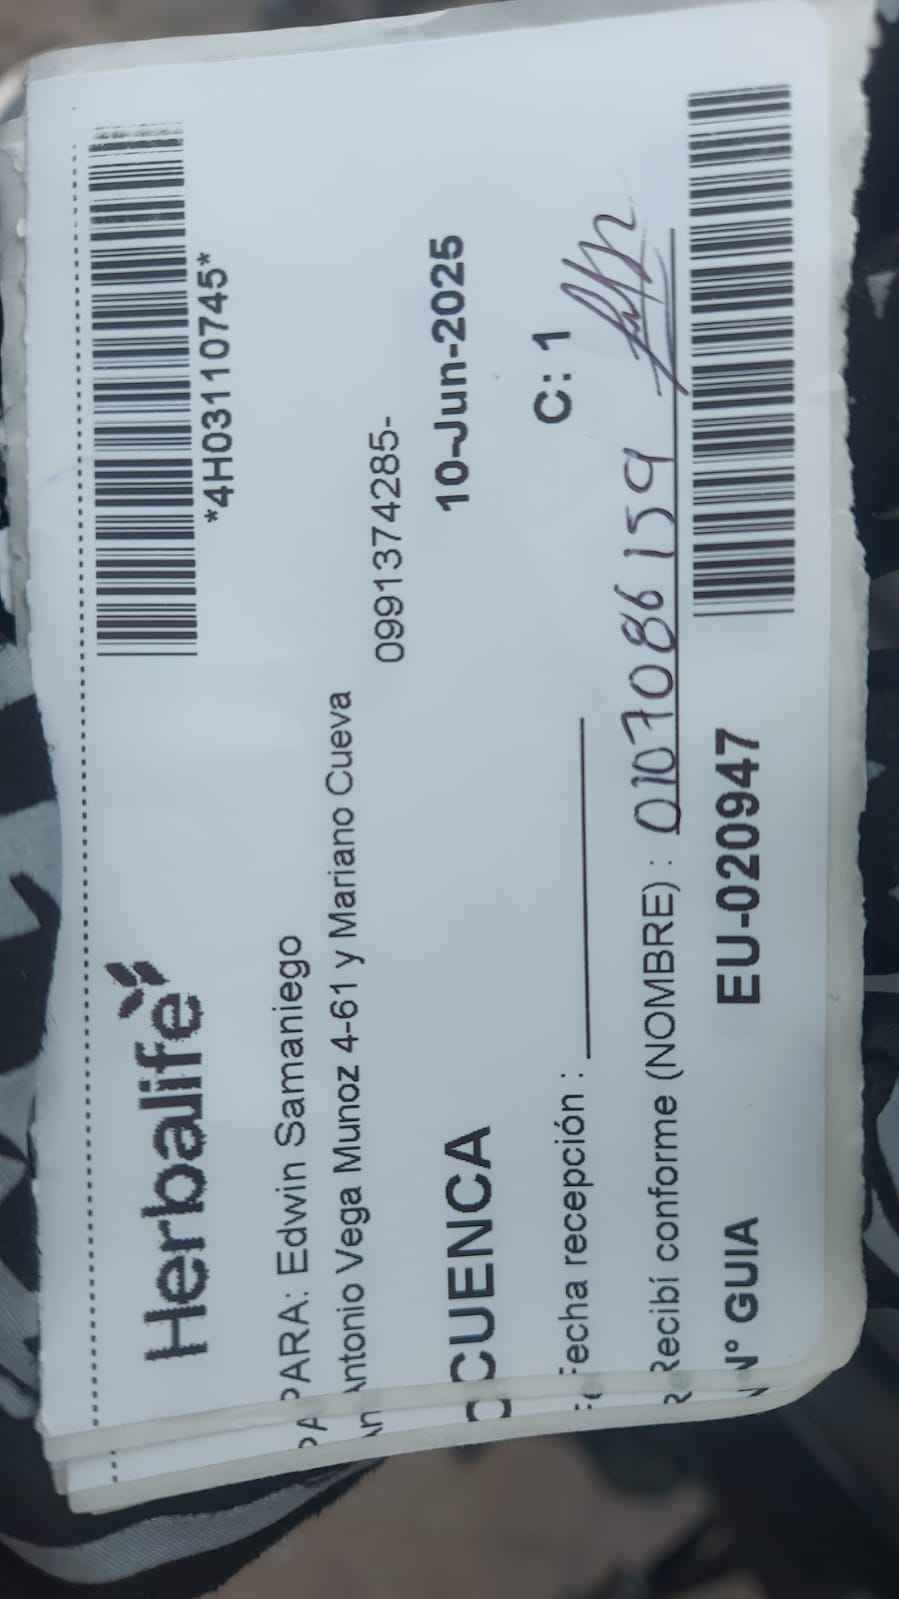 Herbalife
*4H03110745*
PARA: Edwin Samaniego
Antonio Vega Munoz 4-61 y Mariano Cueva
0991374285-
CUENCA 10-Jun-2025
Fecha recepción : C: 1
Recibí conforme (NOMBRE) : 0107086159
N° GUIA EU-020947